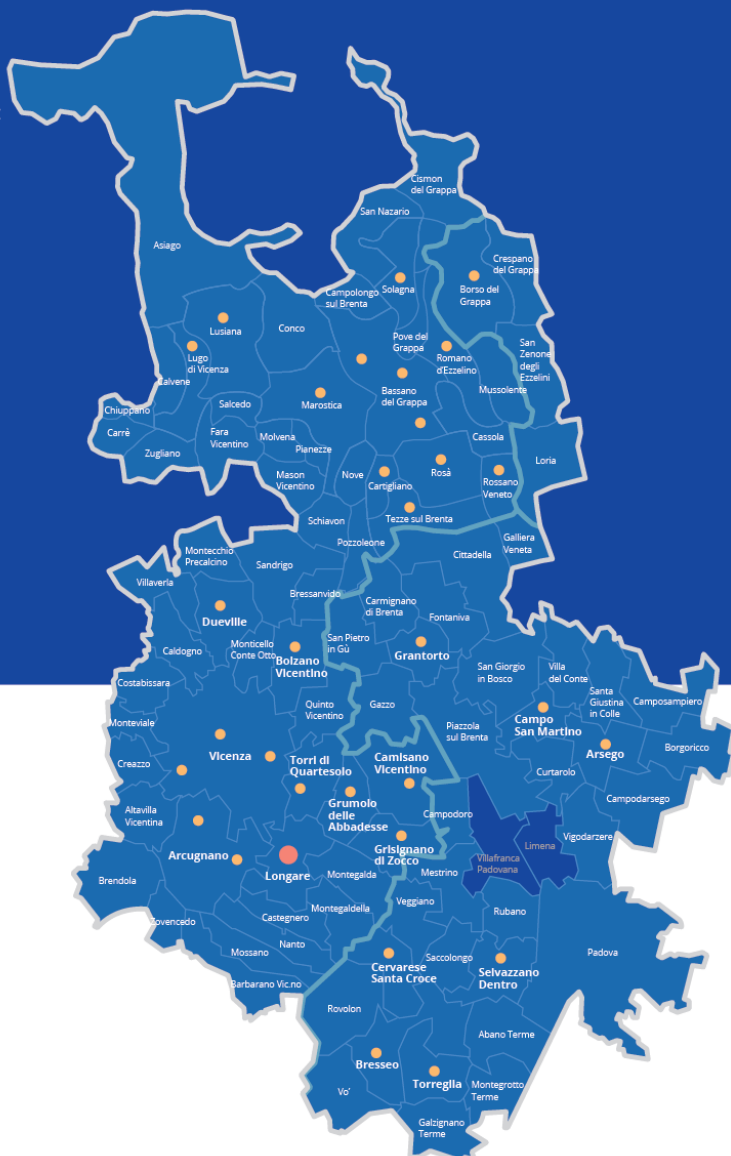 Cismon
del Grappa
San Nazario
Asiago
Crespano
del Grappa
Campolongo
sul Brenta
Solagna
Borso del
Grappa
Lusiana
Conco
Pove del
Grappa
Romano
d'Ezzelino
San
Zenone
degli
Ezzelini
Lugo
di Vicenza
Calvene
Mussolente
Bassano
del Grappa
Salcedo
Marostica
Chiuppano
Carrè
Fara
Vicentino
Molvena
Pianezze
Cassola
Zugliano
Loria
Mason
Vicentino
Nove
Cartigliano
Rosà
Rossano
Veneto
Schiavon
Tezze sul Brenta
Pozzoleone
Galliera
Veneta
Montecchio
Precalcino
Sandrigo
Cittadella
Villaverla
Bressanvido
Carmignano
di Brenta
Fontaniva
Dueville
Caldogno
Monticello
Conte Otto
Bolzano
Vicentino
San Pietro
in Gù
Grantorto
San Giorgio
in Bosco
Villa
del Conte
Costabissara
Santa
Giustina
in Colle
Camposampiero
Quinto
Vicentino
Gazzo
Monteviale
Piazzola
sul Brenta
Campo
San Martino
Arsego
Borgoricco
Creazzo
Vicenza
Torri di
Quartesolo
Camisano
Vicentino
Curtarolo
Campodarsego
Altavilla
Vicentina
Grumolo
delle
Abbadesse
Campodoro
Vigodarzere
Limena
Arcugnano
Grisignano
di Zocco
Villafranca
Padovana
Brendola
Longare
Montegalda
Mestrino
Zovencedo
Castegnero
Montegaldella
Veggiano
Rubano
Nanto
Mossano
Saccolongo
Padova
Cervarese
Santa Croce
Selvazzano
Dentro
Barbarano Vic.no
Rovolon
Abano Terme
Bresseo
Torreglia
Vo'
Montegrotto
Terme
Galzignano
Terme